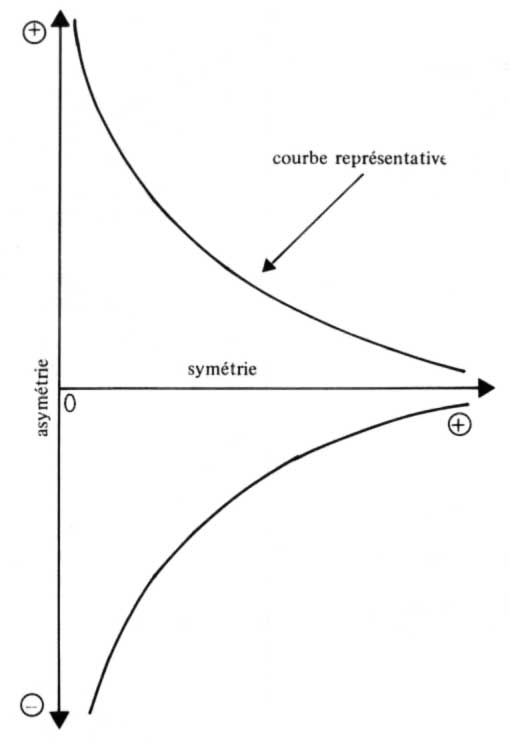 +
courbe représentative
symétrie
asymétrie
0
+
−